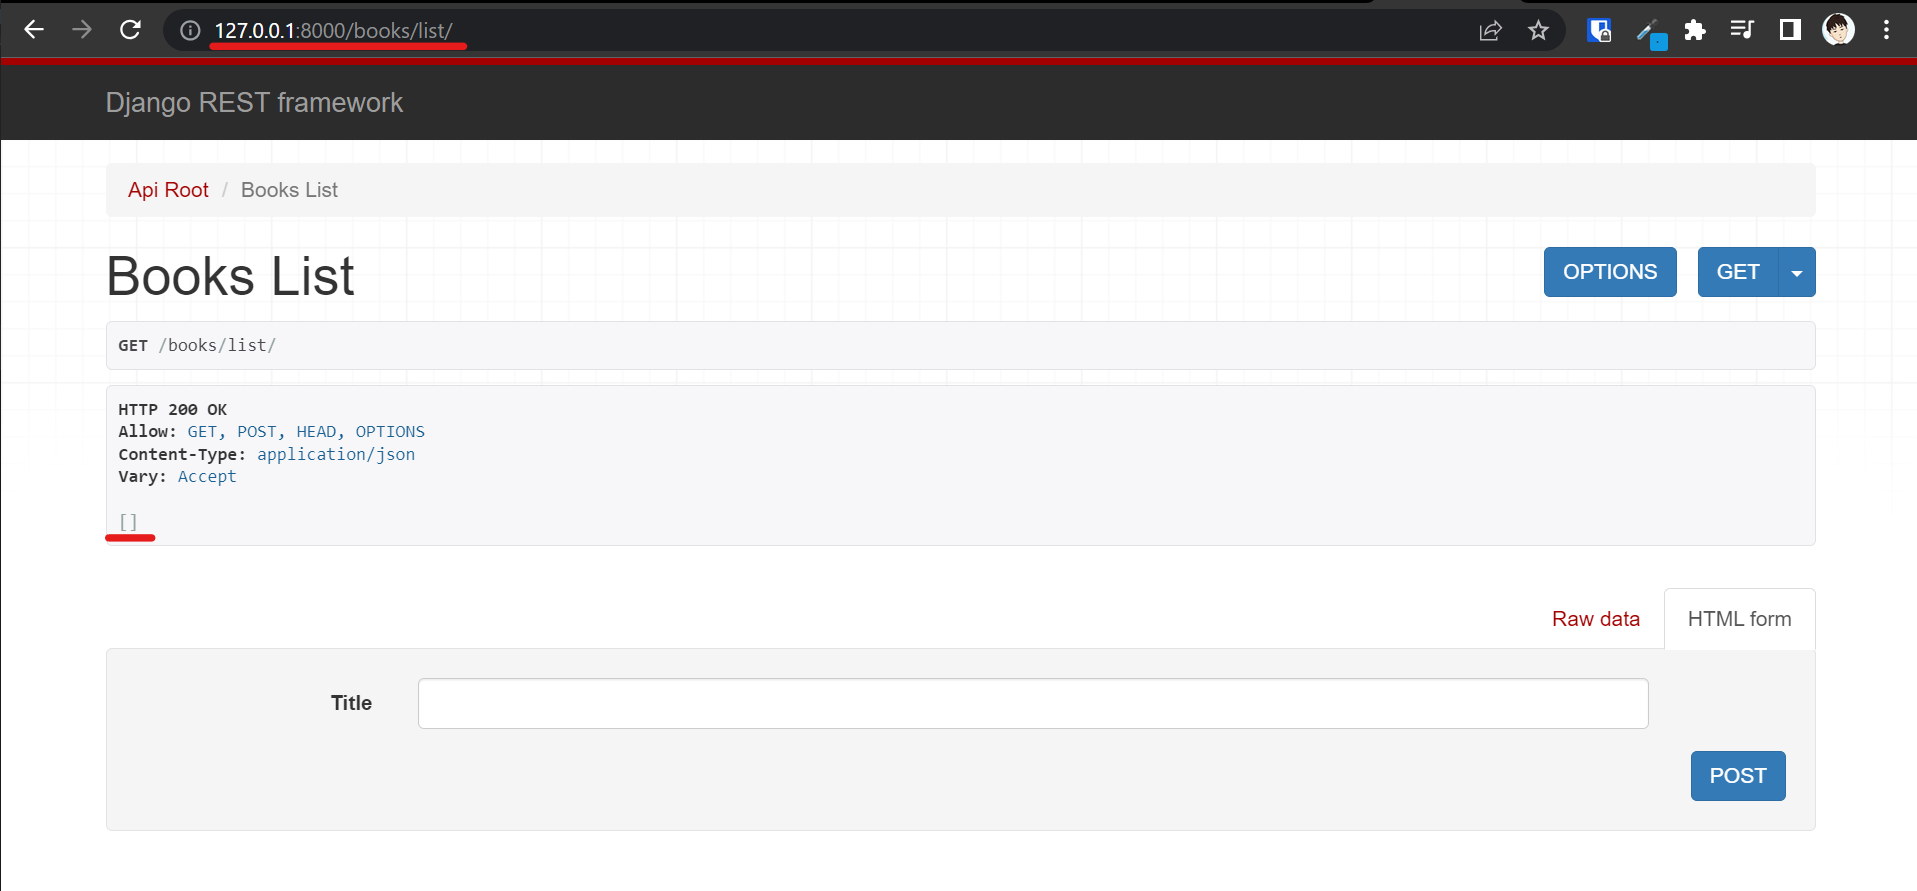 127.0.0.1:8000/books/list/
Django REST framework
Api Root / Books List
Books List
OPTIONS
GET
GET /books/list/
HTTP 200 OK
Allow: GET, POST, HEAD, OPTIONS
Content-Type: application/json
Vary: Accept
[]
Raw data
HTML form
Title
POST